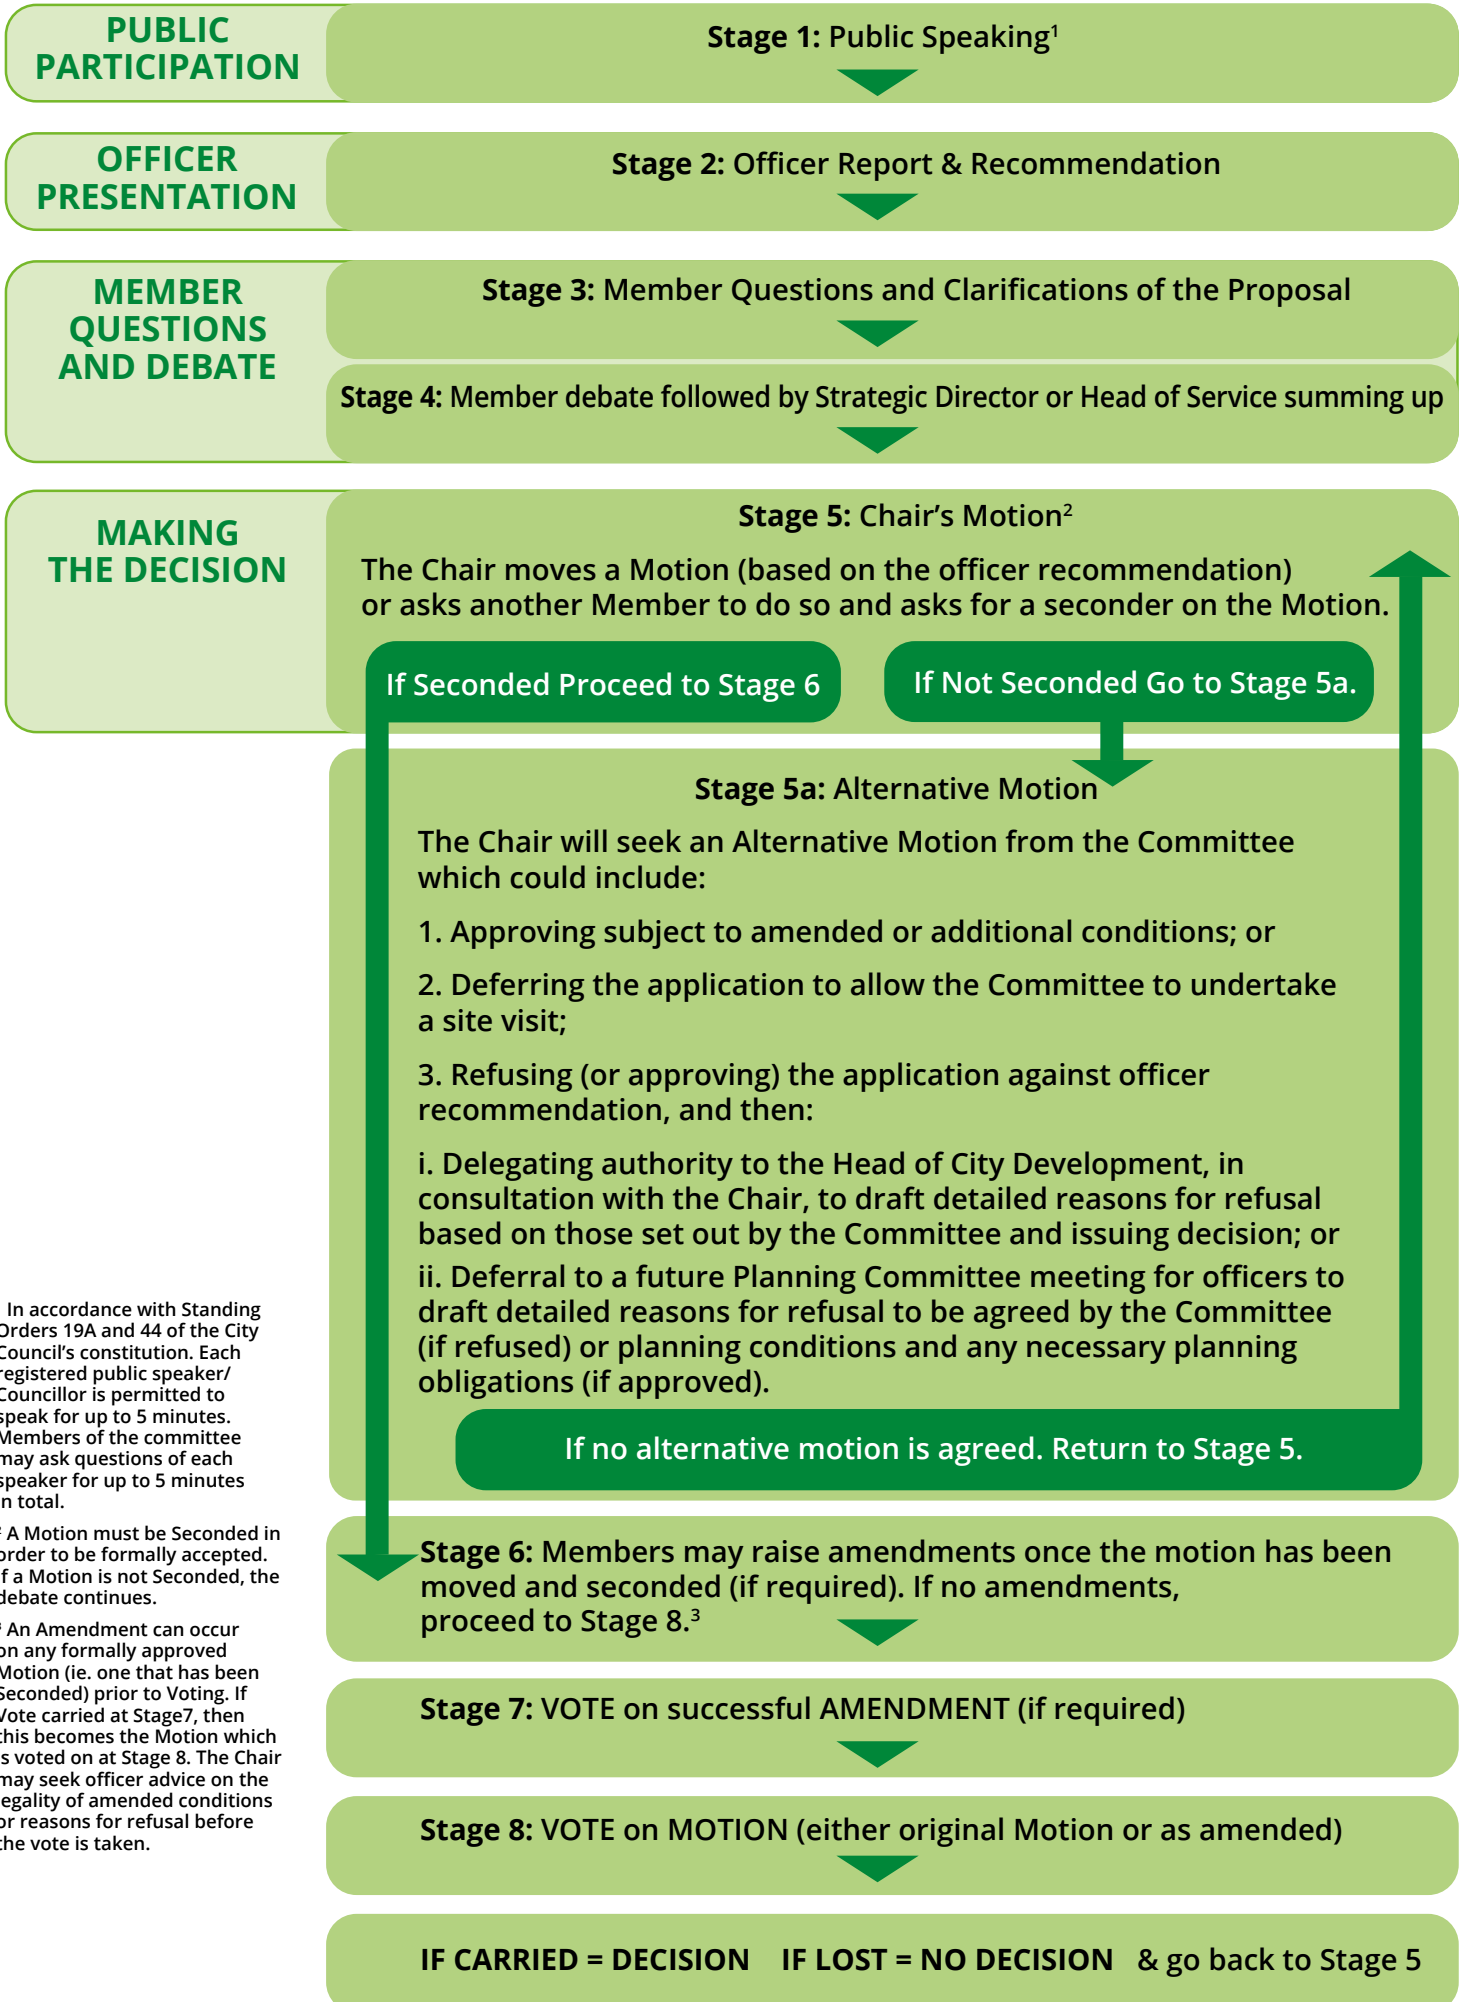 PUBLIC
PARTICIPATION
Stage 1: Public Speaking¹
OFFICER
PRESENTATION
Stage 2: Officer Report & Recommendation
MEMBER
QUESTIONS
AND DEBATE
Stage 3: Member Questions and Clarifications of the Proposal
Stage 4: Member debate followed by Strategic Director or Head of Service summing up
MAKING
THE DECISION
Stage 5: Chair’s Motion²
The Chair moves a Motion (based on the officer recommendation)
or asks another Member to do so and asks for a seconder on the Motion.
If Seconded Proceed to Stage 6
If Not Seconded Go to Stage 5a.
Stage 5a: Alternative Motion
The Chair will seek an Alternative Motion from the Committee
which could include:
1. Approving subject to amended or additional conditions; or
2. Deferring the application to allow the Committee to undertake
a site visit;
3. Refusing (or approving) the application against officer
recommendation, and then:
i. Delegating authority to the Head of City Development, in
consultation with the Chair, to draft detailed reasons for refusal
based on those set out by the Committee and issuing decision; or
ii. Deferral to a future Planning Committee meeting for officers to
draft detailed reasons for refusal to be agreed by the Committee
(if refused) or planning conditions and any necessary planning
obligations (if approved).
If no alternative motion is agreed. Return to Stage 5.
Stage 6: Members may raise amendments once the motion has been
moved and seconded (if required). If no amendments,
proceed to Stage 8.³
Stage 7: VOTE on successful AMENDMENT (if required)
Stage 8: VOTE on MOTION (either original Motion or as amended)
IF CARRIED = DECISION IF LOST = NO DECISION & go back to Stage 5
In accordance with Standing
Orders 19A and 44 of the City
Council’s constitution. Each
registered public speaker/
Councillor is permitted to
speak for up to 5 minutes.
Members of the committee
may ask questions of each
speaker for up to 5 minutes
in total.
² A Motion must be Seconded in
order to be formally accepted.
If a Motion is not Seconded, the
debate continues.
³ An Amendment can occur
on any formally approved
Motion (ie. one that has been
Seconded) prior to Voting. If
Vote carried at Stage7, then
this becomes the Motion which
is voted on at Stage 8. The Chair
may seek officer advice on the
legality of amended conditions
or reasons for refusal before
the vote is taken.